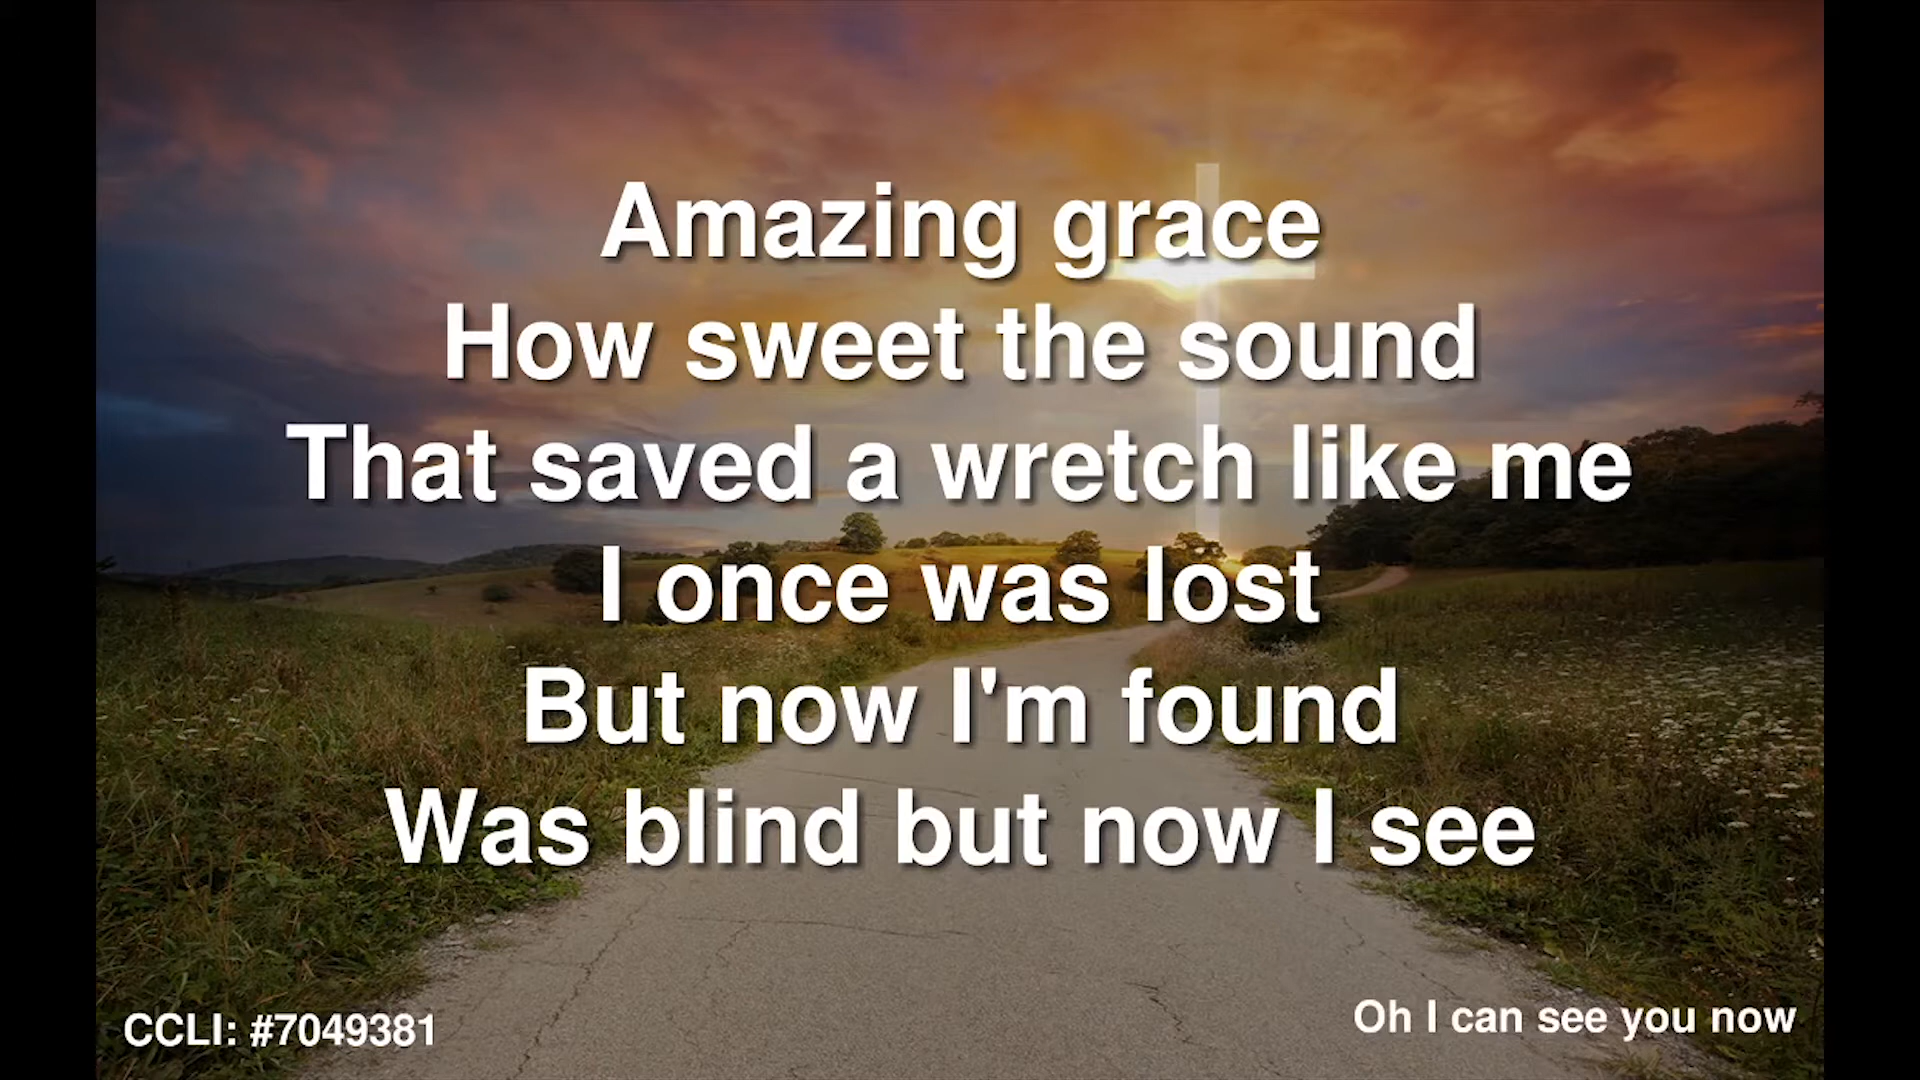 Amazing grace
How sweet the sound
That saved a wretch like me
I once was lost
But now I'm found
Was blind but now I see
CCLI: #7049381
Oh I can see you now